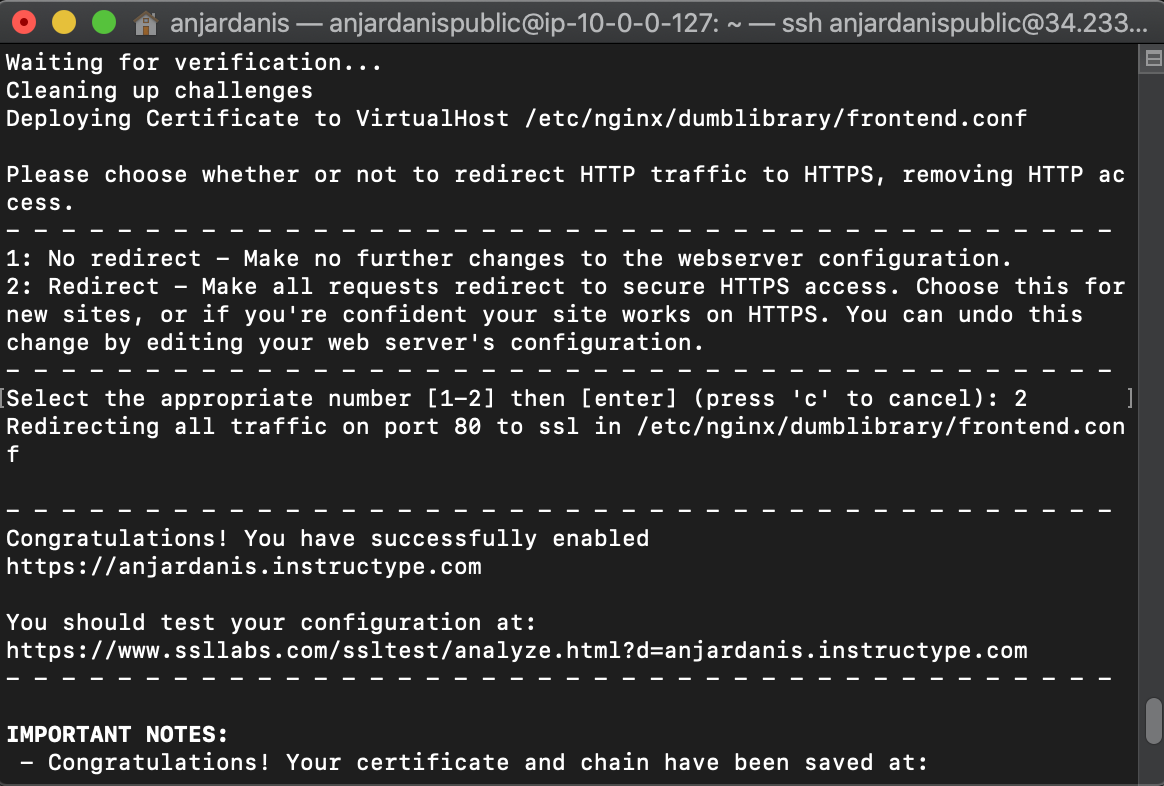 anjardanis — anjardanispublic@ip-10-0-0-127: ~ — ssh anjardanispublic@34.233...
Waiting for verification...
Cleaning up challenges
Deploying Certificate to VirtualHost /etc/nginx/dumblibrary/frontend.conf

Please choose whether or not to redirect HTTP traffic to HTTPS, removing HTTP ac
cess.
- - - - - - - - - - - - - - - - - - - - - - - - - - - - - - - - - - - - - - - -
1: No redirect - Make no further changes to the webserver configuration.
2: Redirect - Make all requests redirect to secure HTTPS access. Choose this for
new sites, or if you're confident your site works on HTTPS. You can undo this
change by editing your web server's configuration.
- - - - - - - - - - - - - - - - - - - - - - - - - - - - - - - - - - - - - - - -
[Select the appropriate number [1-2] then [enter] (press 'c' to cancel): 2 ]
Redirecting all traffic on port 80 to ssl in /etc/nginx/dumblibrary/frontend.con
f

- - - - - - - - - - - - - - - - - - - - - - - - - - - - - - - - - - - - - - - -
Congratulations! You have successfully enabled
https://anjardanis.instructype.com

You should test your configuration at:
https://www.ssllabs.com/ssltest/analyze.html?d=anjardanis.instructype.com
- - - - - - - - - - - - - - - - - - - - - - - - - - - - - - - - - - - - - - - -

IMPORTANT NOTES:
 - Congratulations! Your certificate and chain have been saved at: